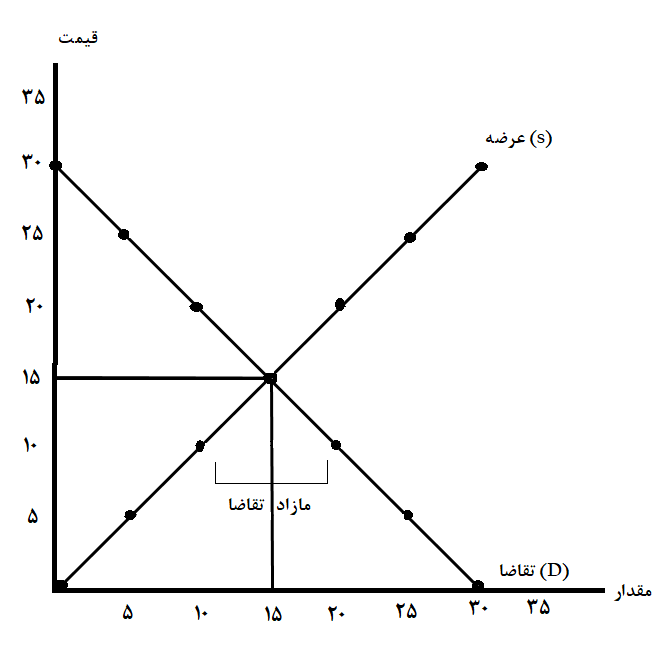 قیمت
۳۵
عرضه (s)
۳۰
۲۵
۲۰
۱۵
۱۰
مازاد تقاضا
۵
تقاضا (D)
مقدار
۵ ۱۰ ۱۵ ۲۰ ۲۵ ۳۰ ۳۵